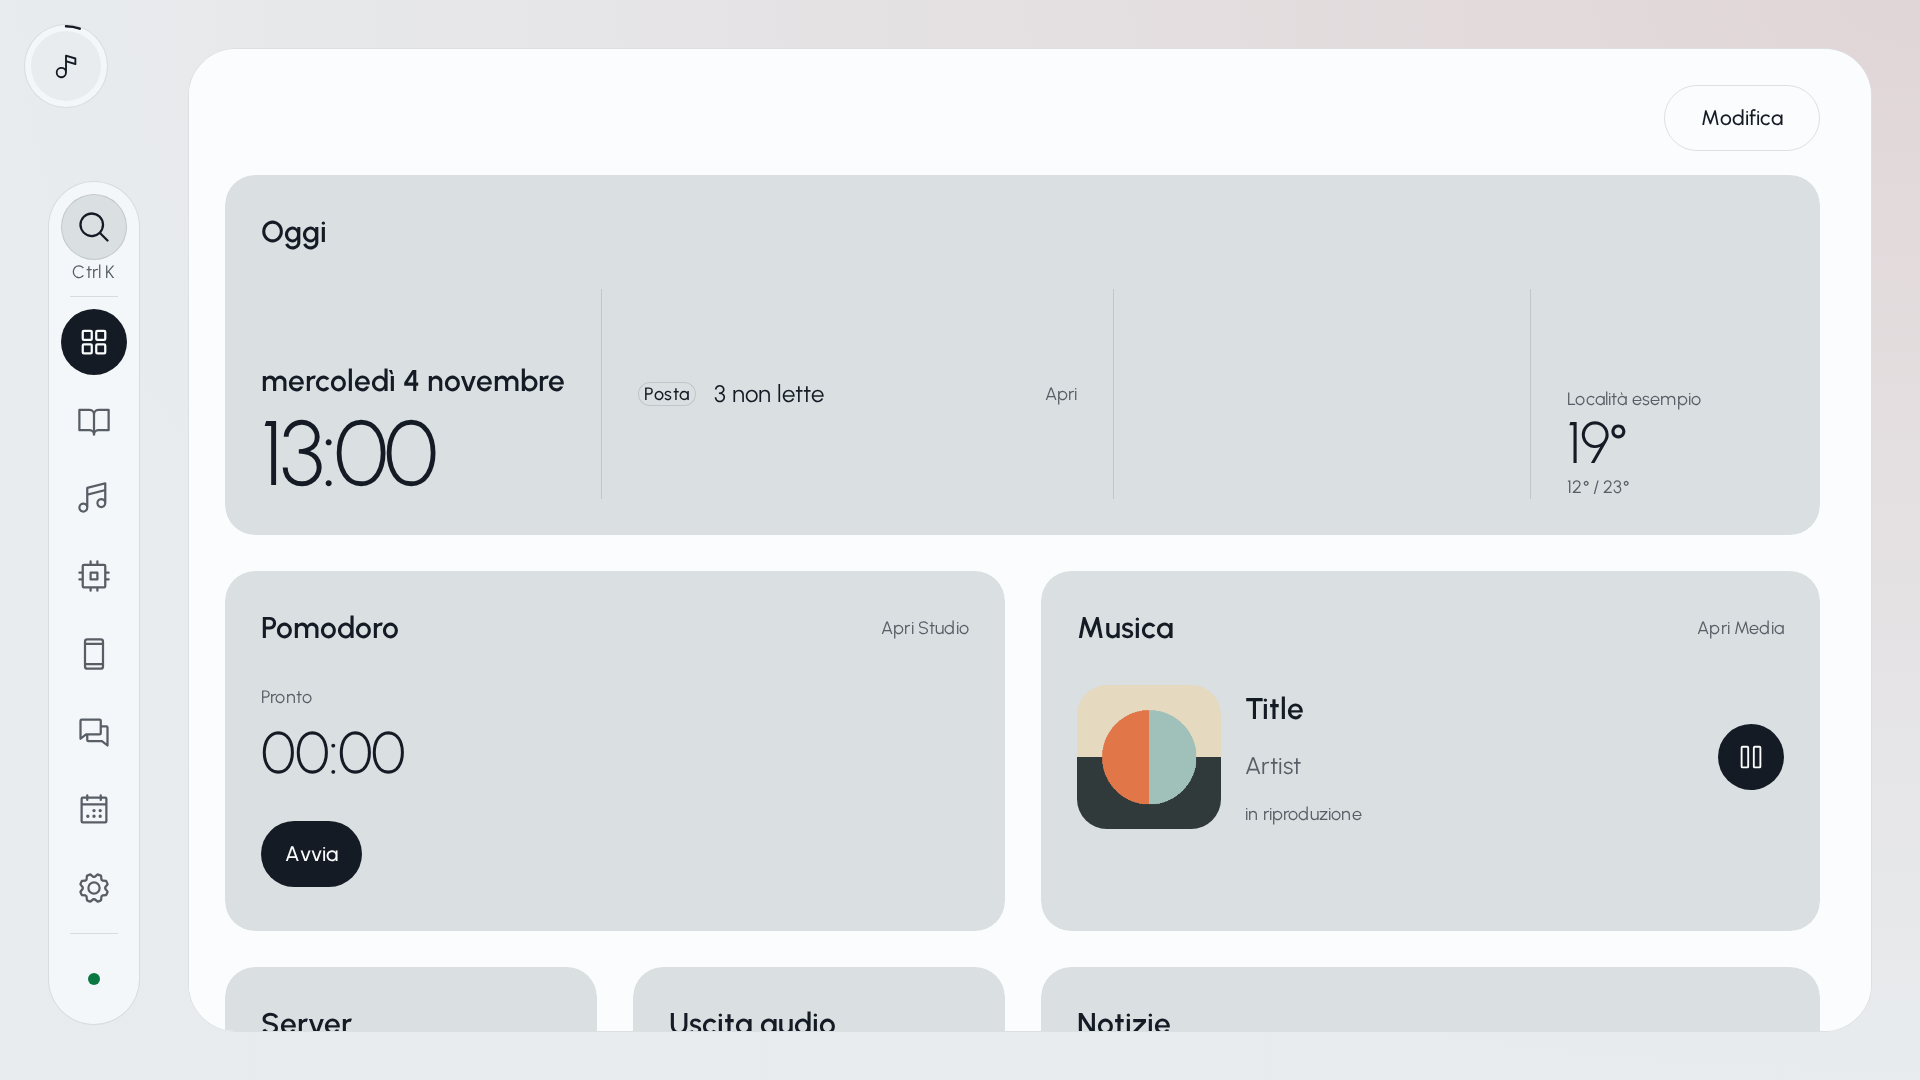 Ctrl K
Modifica
Oggi
mercoledì 4 novembre
13:00
Posta 3 non lette Apri
Località esempio
19°
12° / 23°
Pomodoro Apri Studio
Pronto
00:00
Avvia
Musica Apri Media
Title
Artist
in riproduzione
Server
Uscita audio
Notizie